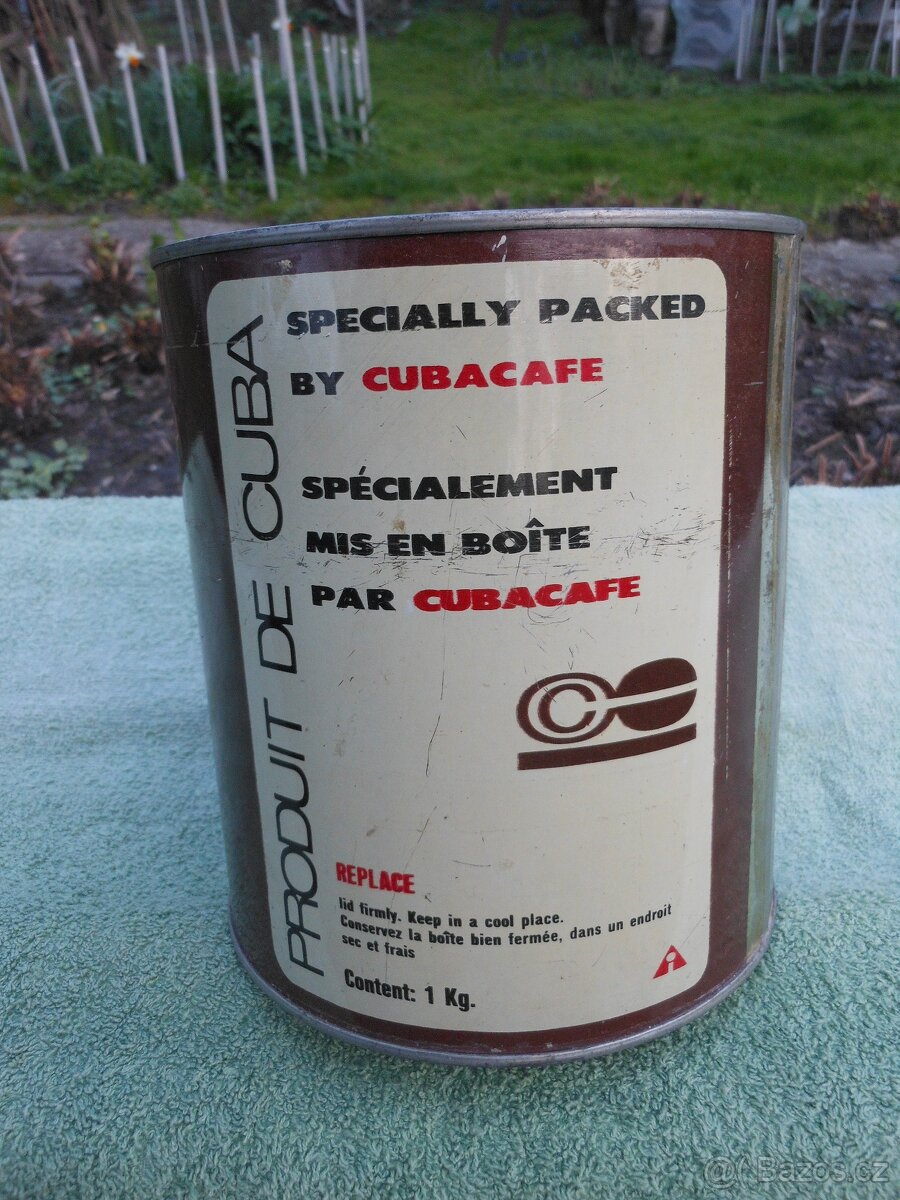 PRODUIT DE CUBA
SPECIALLY PACKED
BY CUBACAFE
SPÉCIALEMENT
MIS EN BOÎTE
PAR CUBACAFE
C
REPLACE
lid firmly. Keep in a cool place.
Conservez la boîte bien fermée, dans un endroit
sec et frais
Content: 1 Kg.
i
@ Bazos.cz